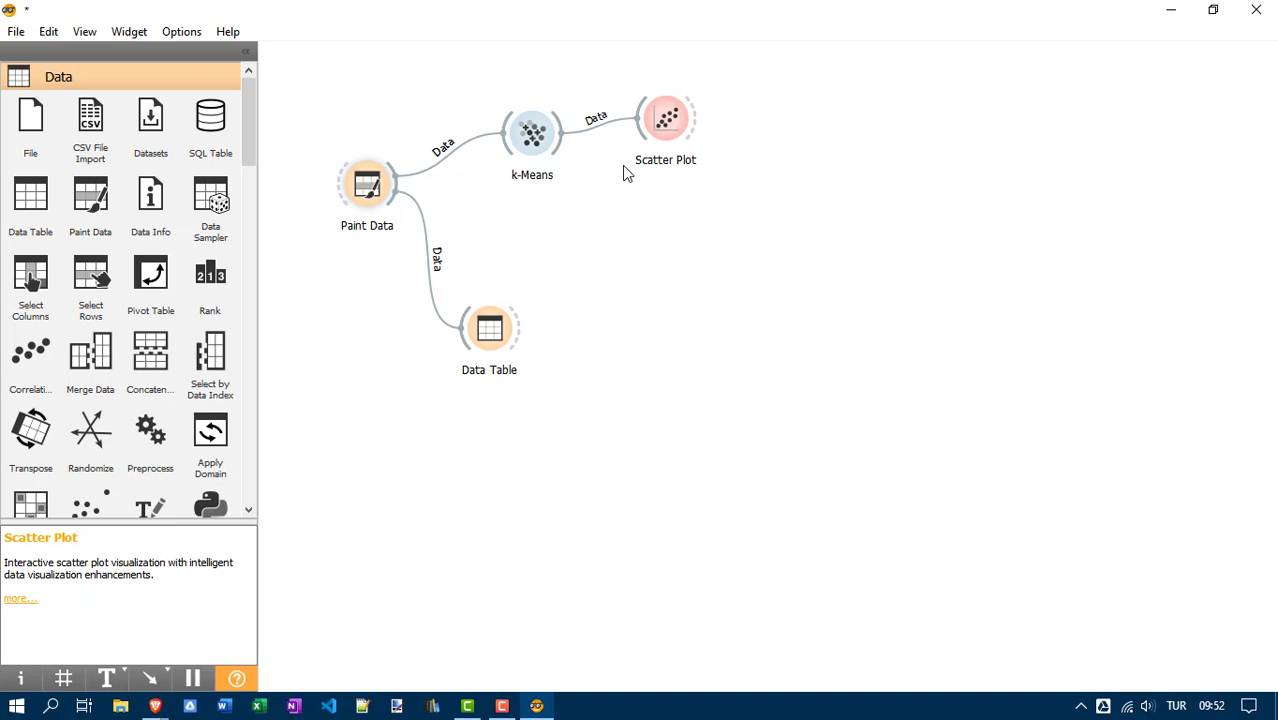 *
File Edit View Widget Options Help
Data
File
CSV File
Import
Datasets
SQL Table
Data Table
Paint Data
Data Info
Data
Sampler
Select
Columns
Select
Rows
Pivot Table
Rank
Correlati...
Merge Data
Concaten...
Select by
Data Index
Transpose
Randomize
Preprocess
Apply
Domain
Scatter Plot
Interactive scatter plot visualization with intelligent
data visualization enhancements.
more...
Data
Data
Scatter Plot
k-Means
Paint Data
Data
Data Table
TUR 09:52